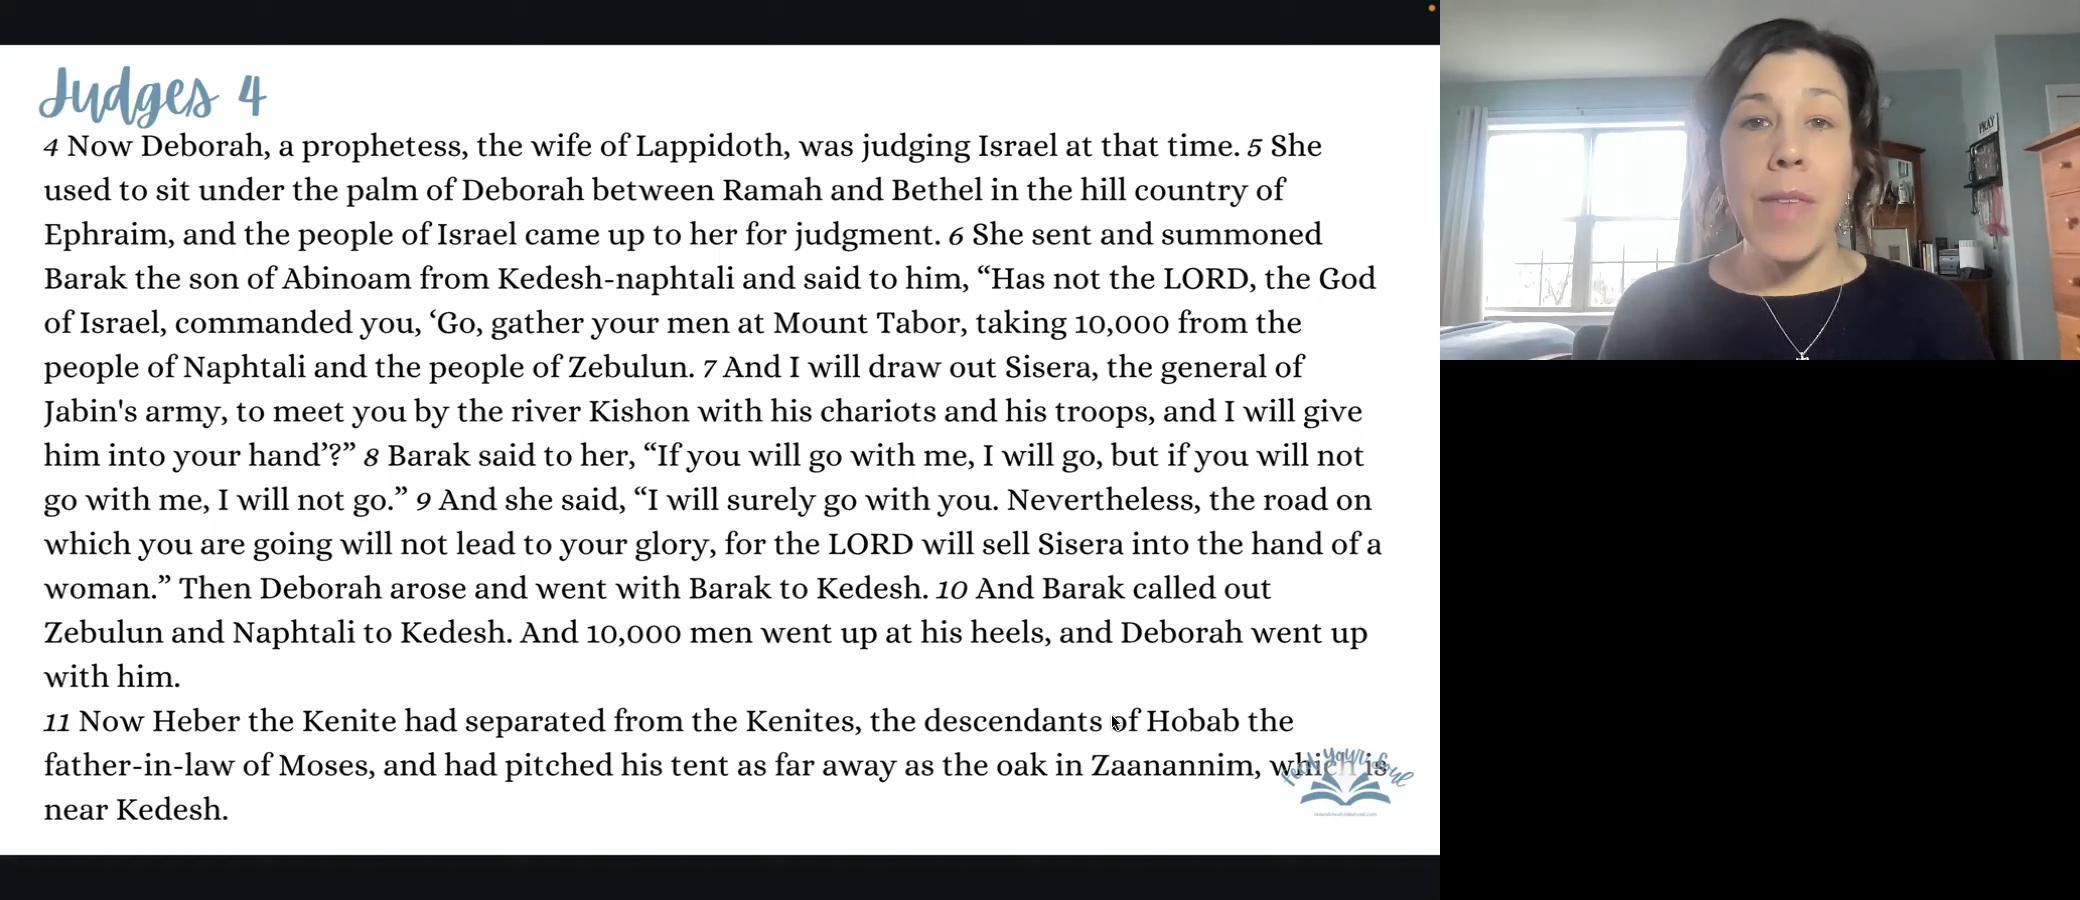 Judges 4
4 Now Deborah, a prophetess, the wife of Lappidoth, was judging Israel at that time. 5 She
used to sit under the palm of Deborah between Ramah and Bethel in the hill country of
Ephraim, and the people of Israel came up to her for judgment. 6 She sent and summoned
Barak the son of Abinoam from Kedesh-naphtali and said to him, “Has not the LORD, the God
of Israel, commanded you, ‘Go, gather your men at Mount Tabor, taking 10,000 from the
people of Naphtali and the people of Zebulun. 7 And I will draw out Sisera, the general of
Jabin's army, to meet you by the river Kishon with his chariots and his troops, and I will give
him into your hand’?” 8 Barak said to her, “If you will go with me, I will go, but if you will not
go with me, I will not go.” 9 And she said, “I will surely go with you. Nevertheless, the road on
which you are going will not lead to your glory, for the LORD will sell Sisera into the hand of a
woman.” Then Deborah arose and went with Barak to Kedesh. 10 And Barak called out
Zebulun and Naphtali to Kedesh. And 10,000 men went up at his heels, and Deborah went up
with him.
11 Now Heber the Kenite had separated from the Kenites, the descendants of Hobab the
father-in-law of Moses, and had pitched his tent as far away as the oak in Zaanannim, which is
near Kedesh.
Feed Your Soul
PRAY